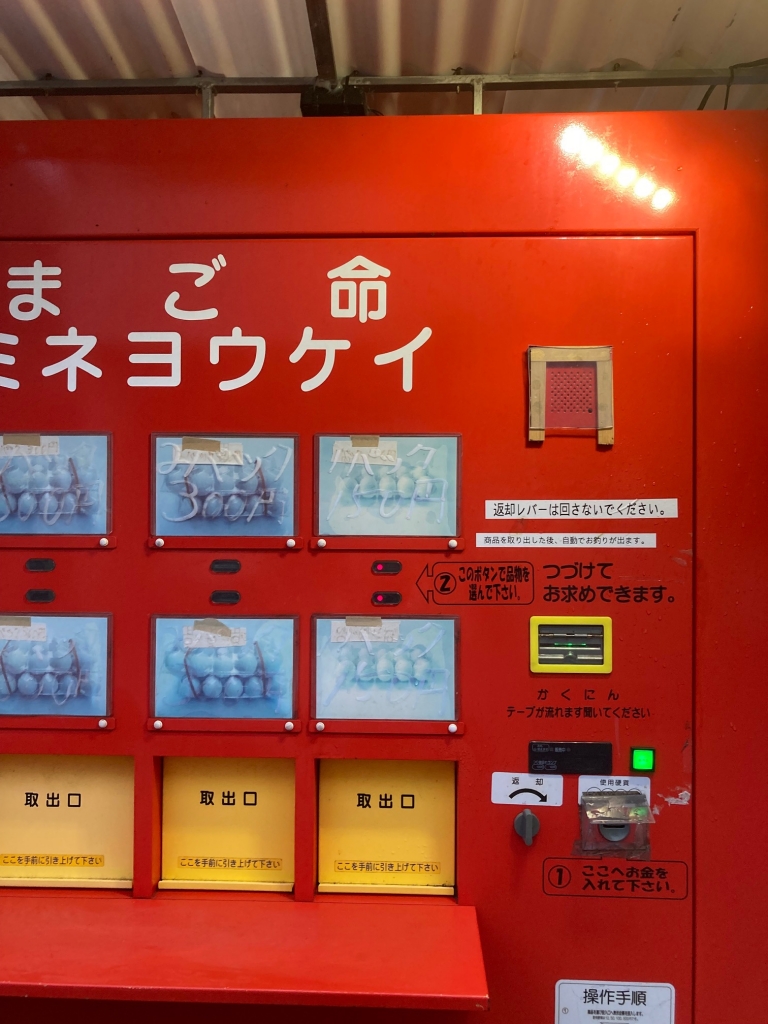 まご命
ミネヨウケイ
2パック
300円
1パック
返却レバーは回さないでください。
商品を取り出した後、自動でお釣りが出ます。
②このボタンで品物を
選んで下さい。
つづけて
お求めできます。
かくにん
テープが流れます聞いてください
返却
使用硬貨
取出口
取出口
取出口
ここを手前に引き上げて下さい
ここを手前に引き上げて下さい
ここを手前に引き上げて下さい
①ここへお金を
入れて下さい。
操作手順